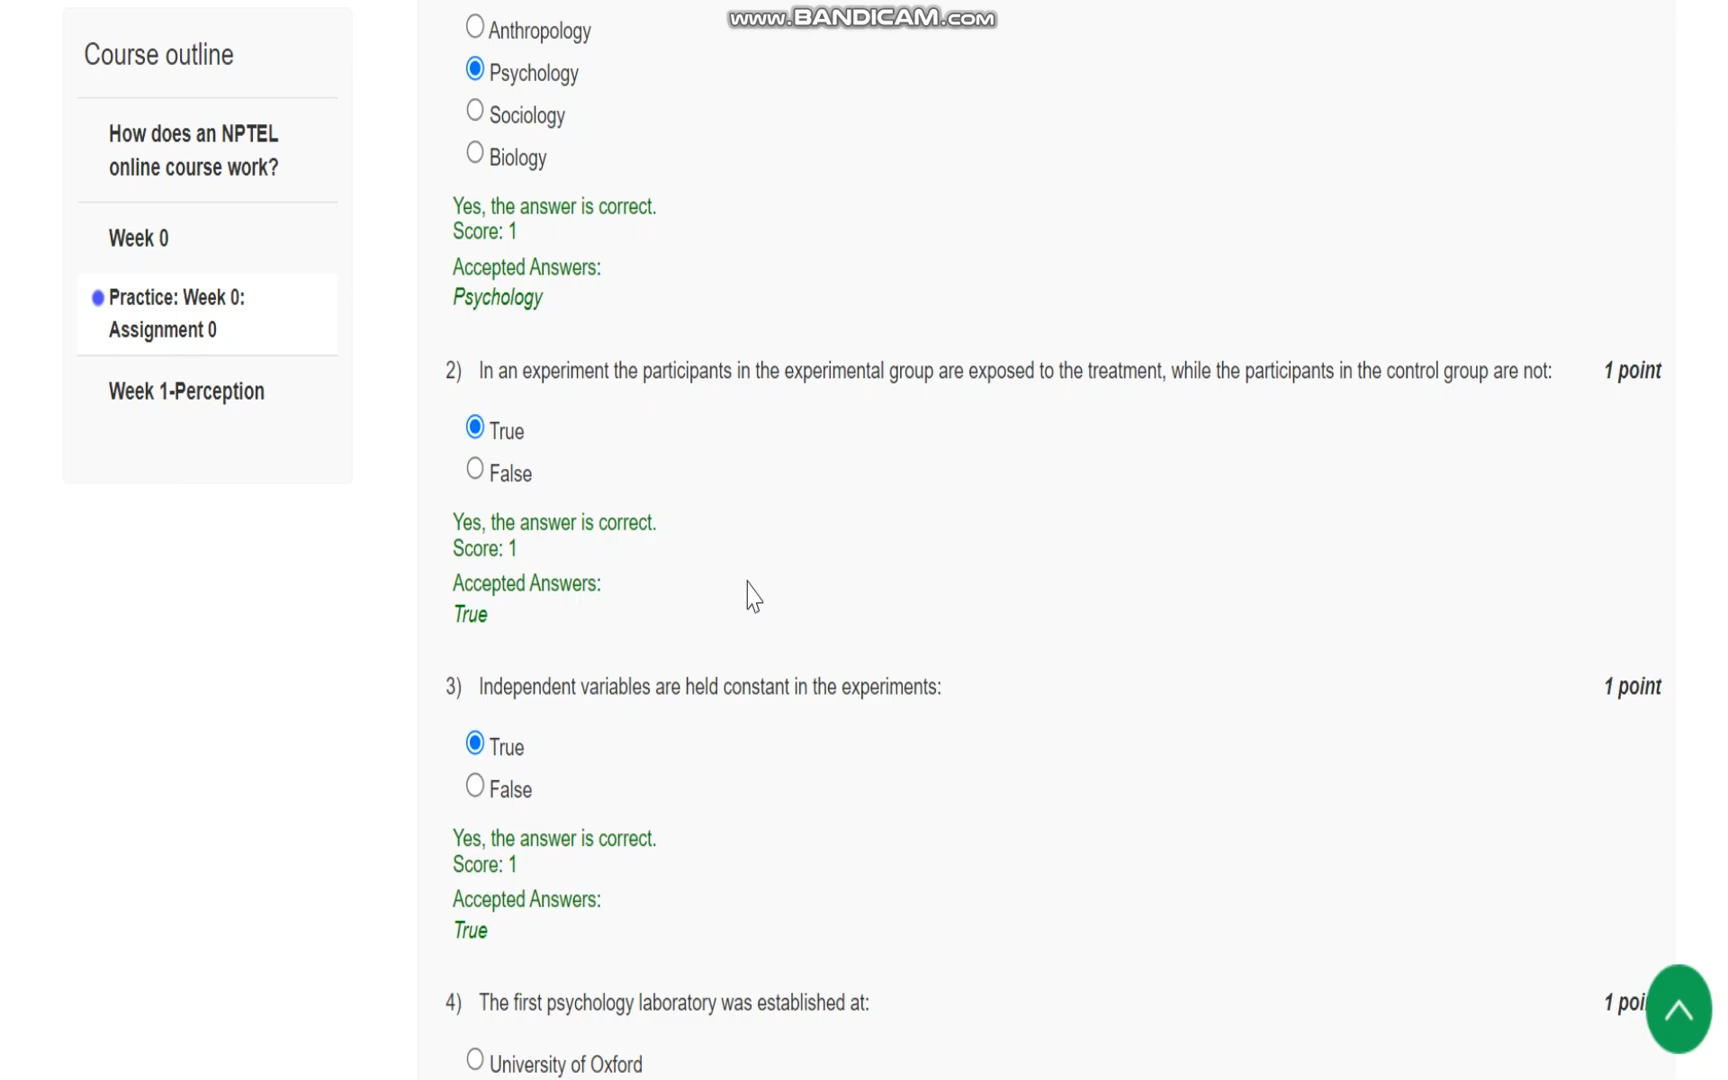 www.BANDICAM.com
Anthropology
Psychology
Sociology
Biology
Yes, the answer is correct.
Score: 1
Accepted Answers:
Psychology
Course outline
How does an NPTEL
online course work?
Week 0
Practice: Week 0:
Assignment 0
Week 1-Perception
2) In an experiment the participants in the experimental group are exposed to the treatment, while the participants in the control group are not: 1 point
True
False
Yes, the answer is correct.
Score: 1
Accepted Answers:
True
3) Independent variables are held constant in the experiments: 1 point
True
False
Yes, the answer is correct.
Score: 1
Accepted Answers:
True
4) The first psychology laboratory was established at: 1 poi
University of Oxford